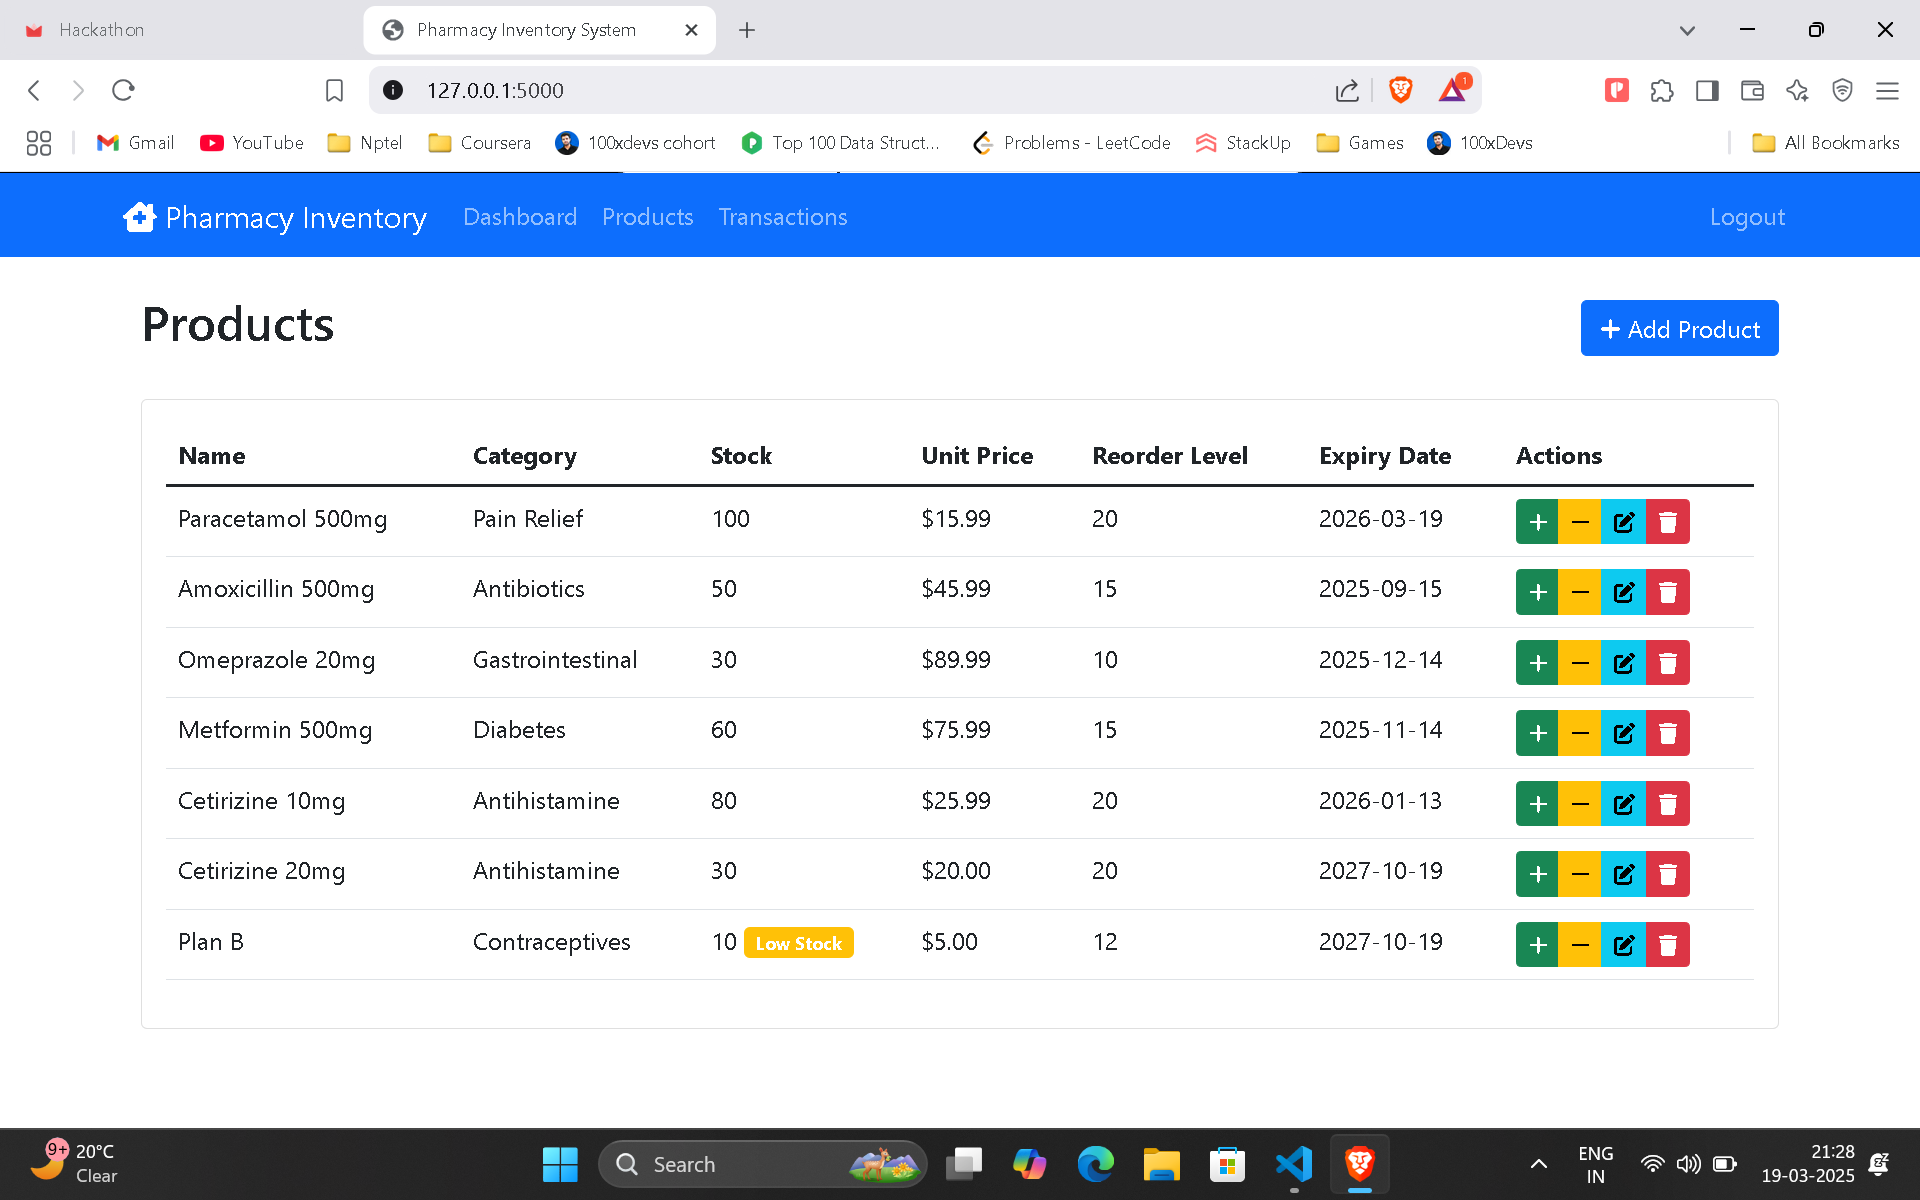 Hackathon
Pharmacy Inventory System
127.0.0.1:5000
1
Gmail
YouTube
Nptel
Coursera
100xdevs cohort
Top 100 Data Struct...
Problems - LeetCode
StackUp
Games
100xDevs
All Bookmarks
Pharmacy Inventory
Dashboard
Products
Transactions
Logout
Products
+ Add Product
Name Category Stock Unit Price Reorder Level Expiry Date Actions
Paracetamol 500mg Pain Relief 100 $15.99 20 2026-03-19
Amoxicillin 500mg Antibiotics 50 $45.99 15 2025-09-15
Omeprazole 20mg Gastrointestinal 30 $89.99 10 2025-12-14
Metformin 500mg Diabetes 60 $75.99 15 2025-11-14
Cetirizine 10mg Antihistamine 80 $25.99 20 2026-01-13
Cetirizine 20mg Antihistamine 30 $20.00 20 2027-10-19
Plan B Contraceptives 10 Low Stock $5.00 12 2027-10-19
9+
20°C
Clear
Search
ENG
IN
21:28
19-03-2025